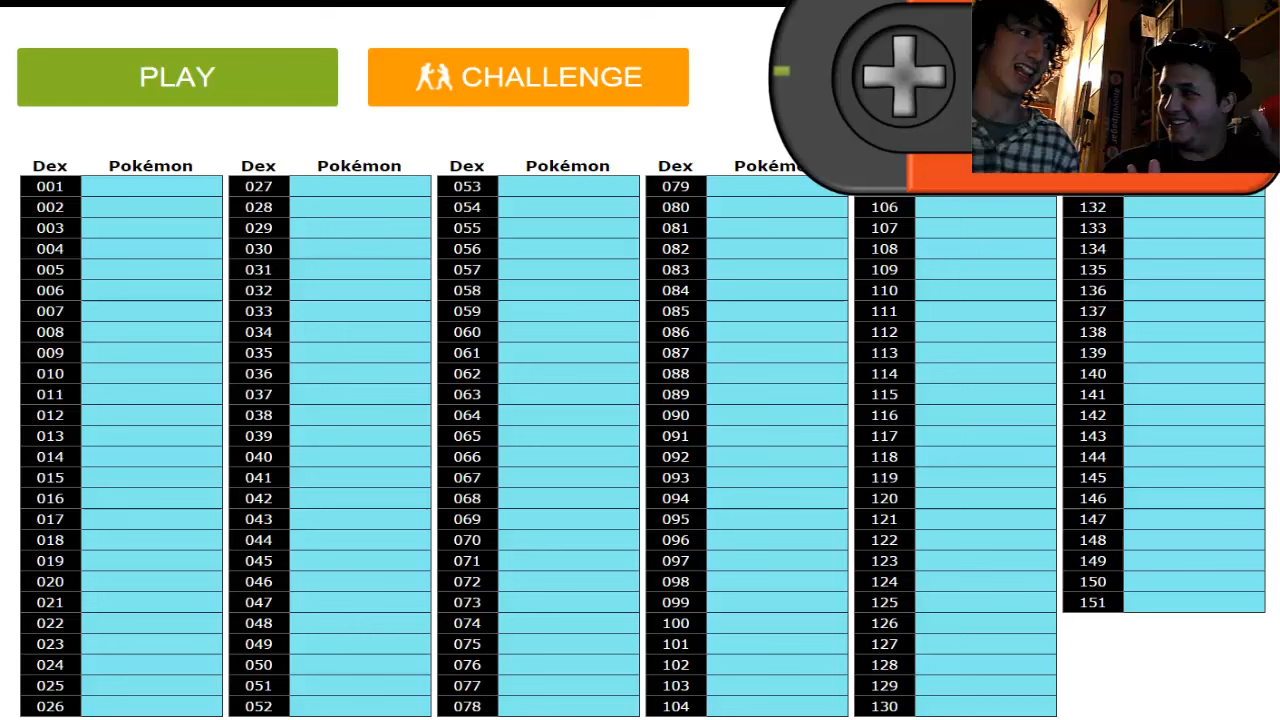 PLAY
CHALLENGE
Dex Pokémon Dex Pokémon Dex Pokémon Dex Pokém
001 027 053 079
002 028 054 080 106 132
003 029 055 081 107 133
004 030 056 082 108 134
005 031 057 083 109 135
006 032 058 084 110 136
007 033 059 085 111 137
008 034 060 086 112 138
009 035 061 087 113 139
010 036 062 088 114 140
011 037 063 089 115 141
012 038 064 090 116 142
013 039 065 091 117 143
014 040 066 092 118 144
015 041 067 093 119 145
016 042 068 094 120 146
017 043 069 095 121 147
018 044 070 096 122 148
019 045 071 097 123 149
020 046 072 098 124 150
021 047 073 099 125 151
022 048 074 100 126
023 049 075 101 127
024 050 076 102 128
025 051 077 103 129
026 052 078 104 130